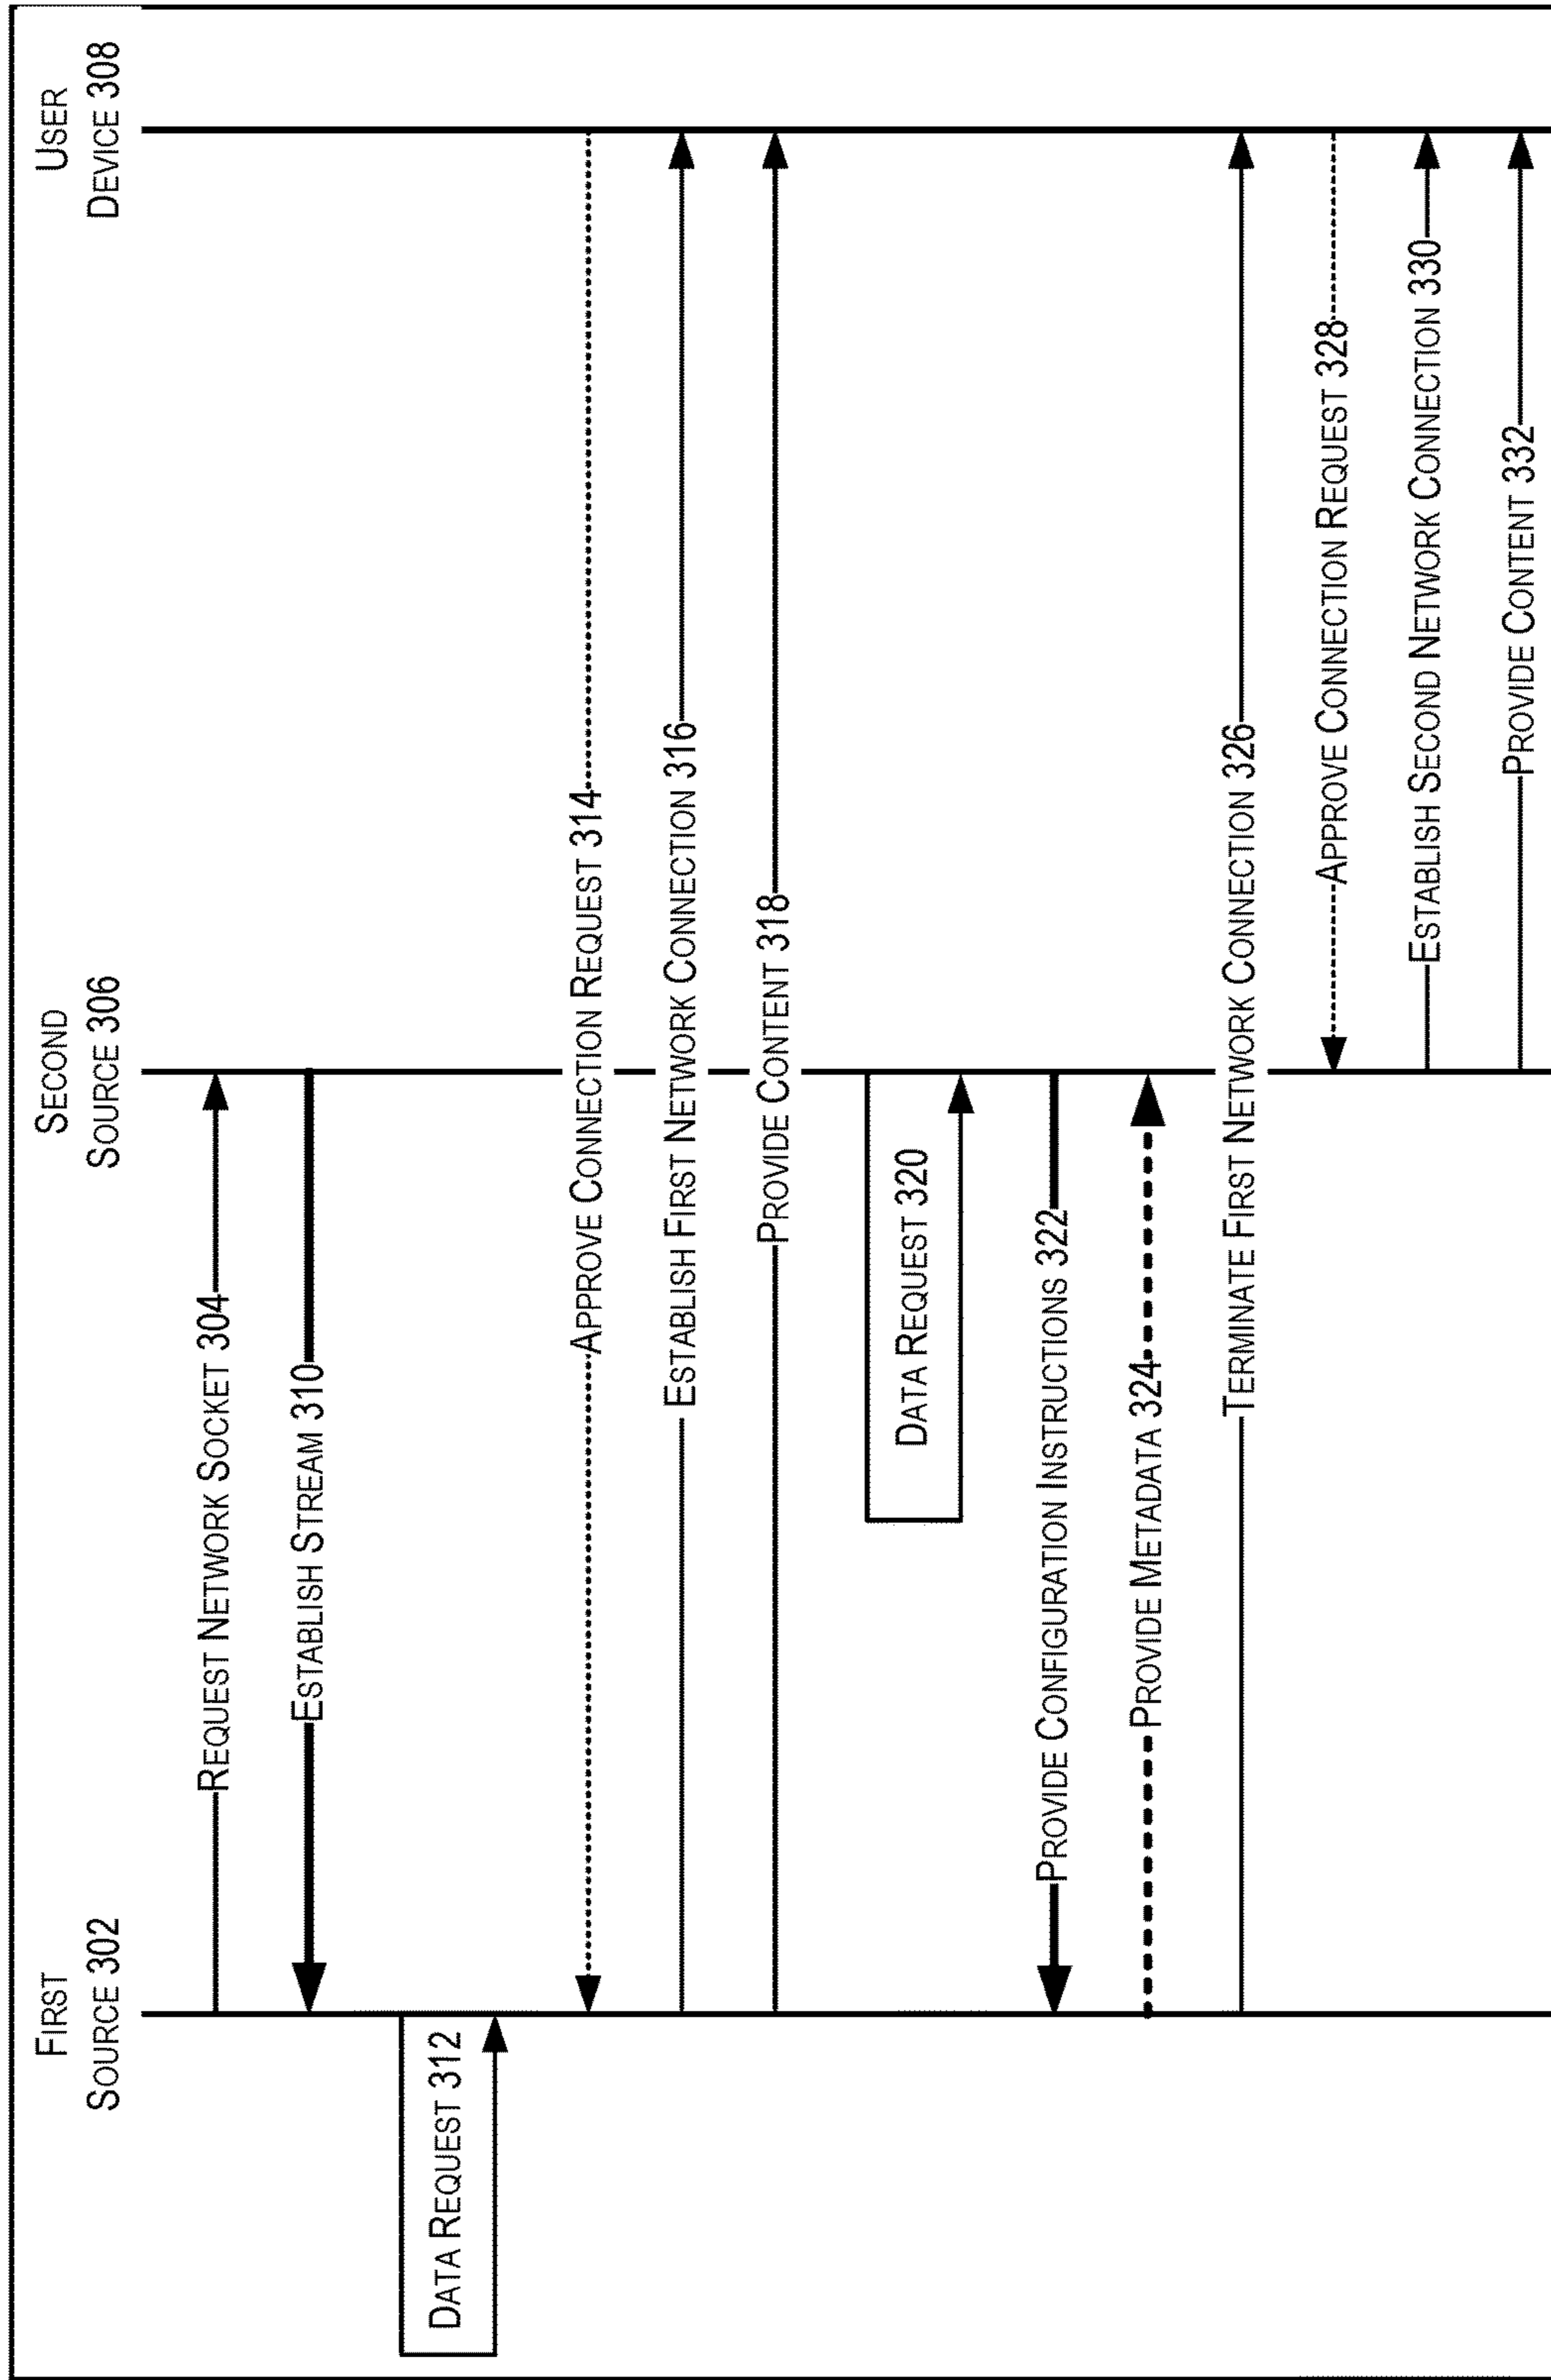 FIRST
SOURCE 302
SECOND
SOURCE 306
USER
DEVICE 308
REQUEST NETWORK SOCKET 304
ESTABLISH STREAM 310
DATA REQUEST 312
APPROVE CONNECTION REQUEST 314
ESTABLISH FIRST NETWORK CONNECTION 316
PROVIDE CONTENT 318
DATA REQUEST 320
PROVIDE CONFIGURATION INSTRUCTIONS 322
PROVIDE METADATA 324
TERMINATE FIRST NETWORK CONNECTION 326
APPROVE CONNECTION REQUEST 328
ESTABLISH SECOND NETWORK CONNECTION 330
PROVIDE CONTENT 332